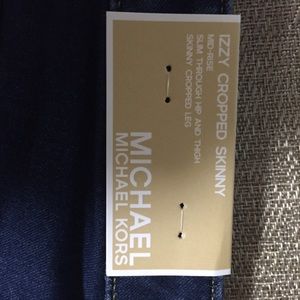 IZZY CROPPED SKINNY
MID-RISE
SLIM THROUGH HIP AND THIGH
SKINNY CROPPED LEG
MICHAEL
MICHAEL KORS